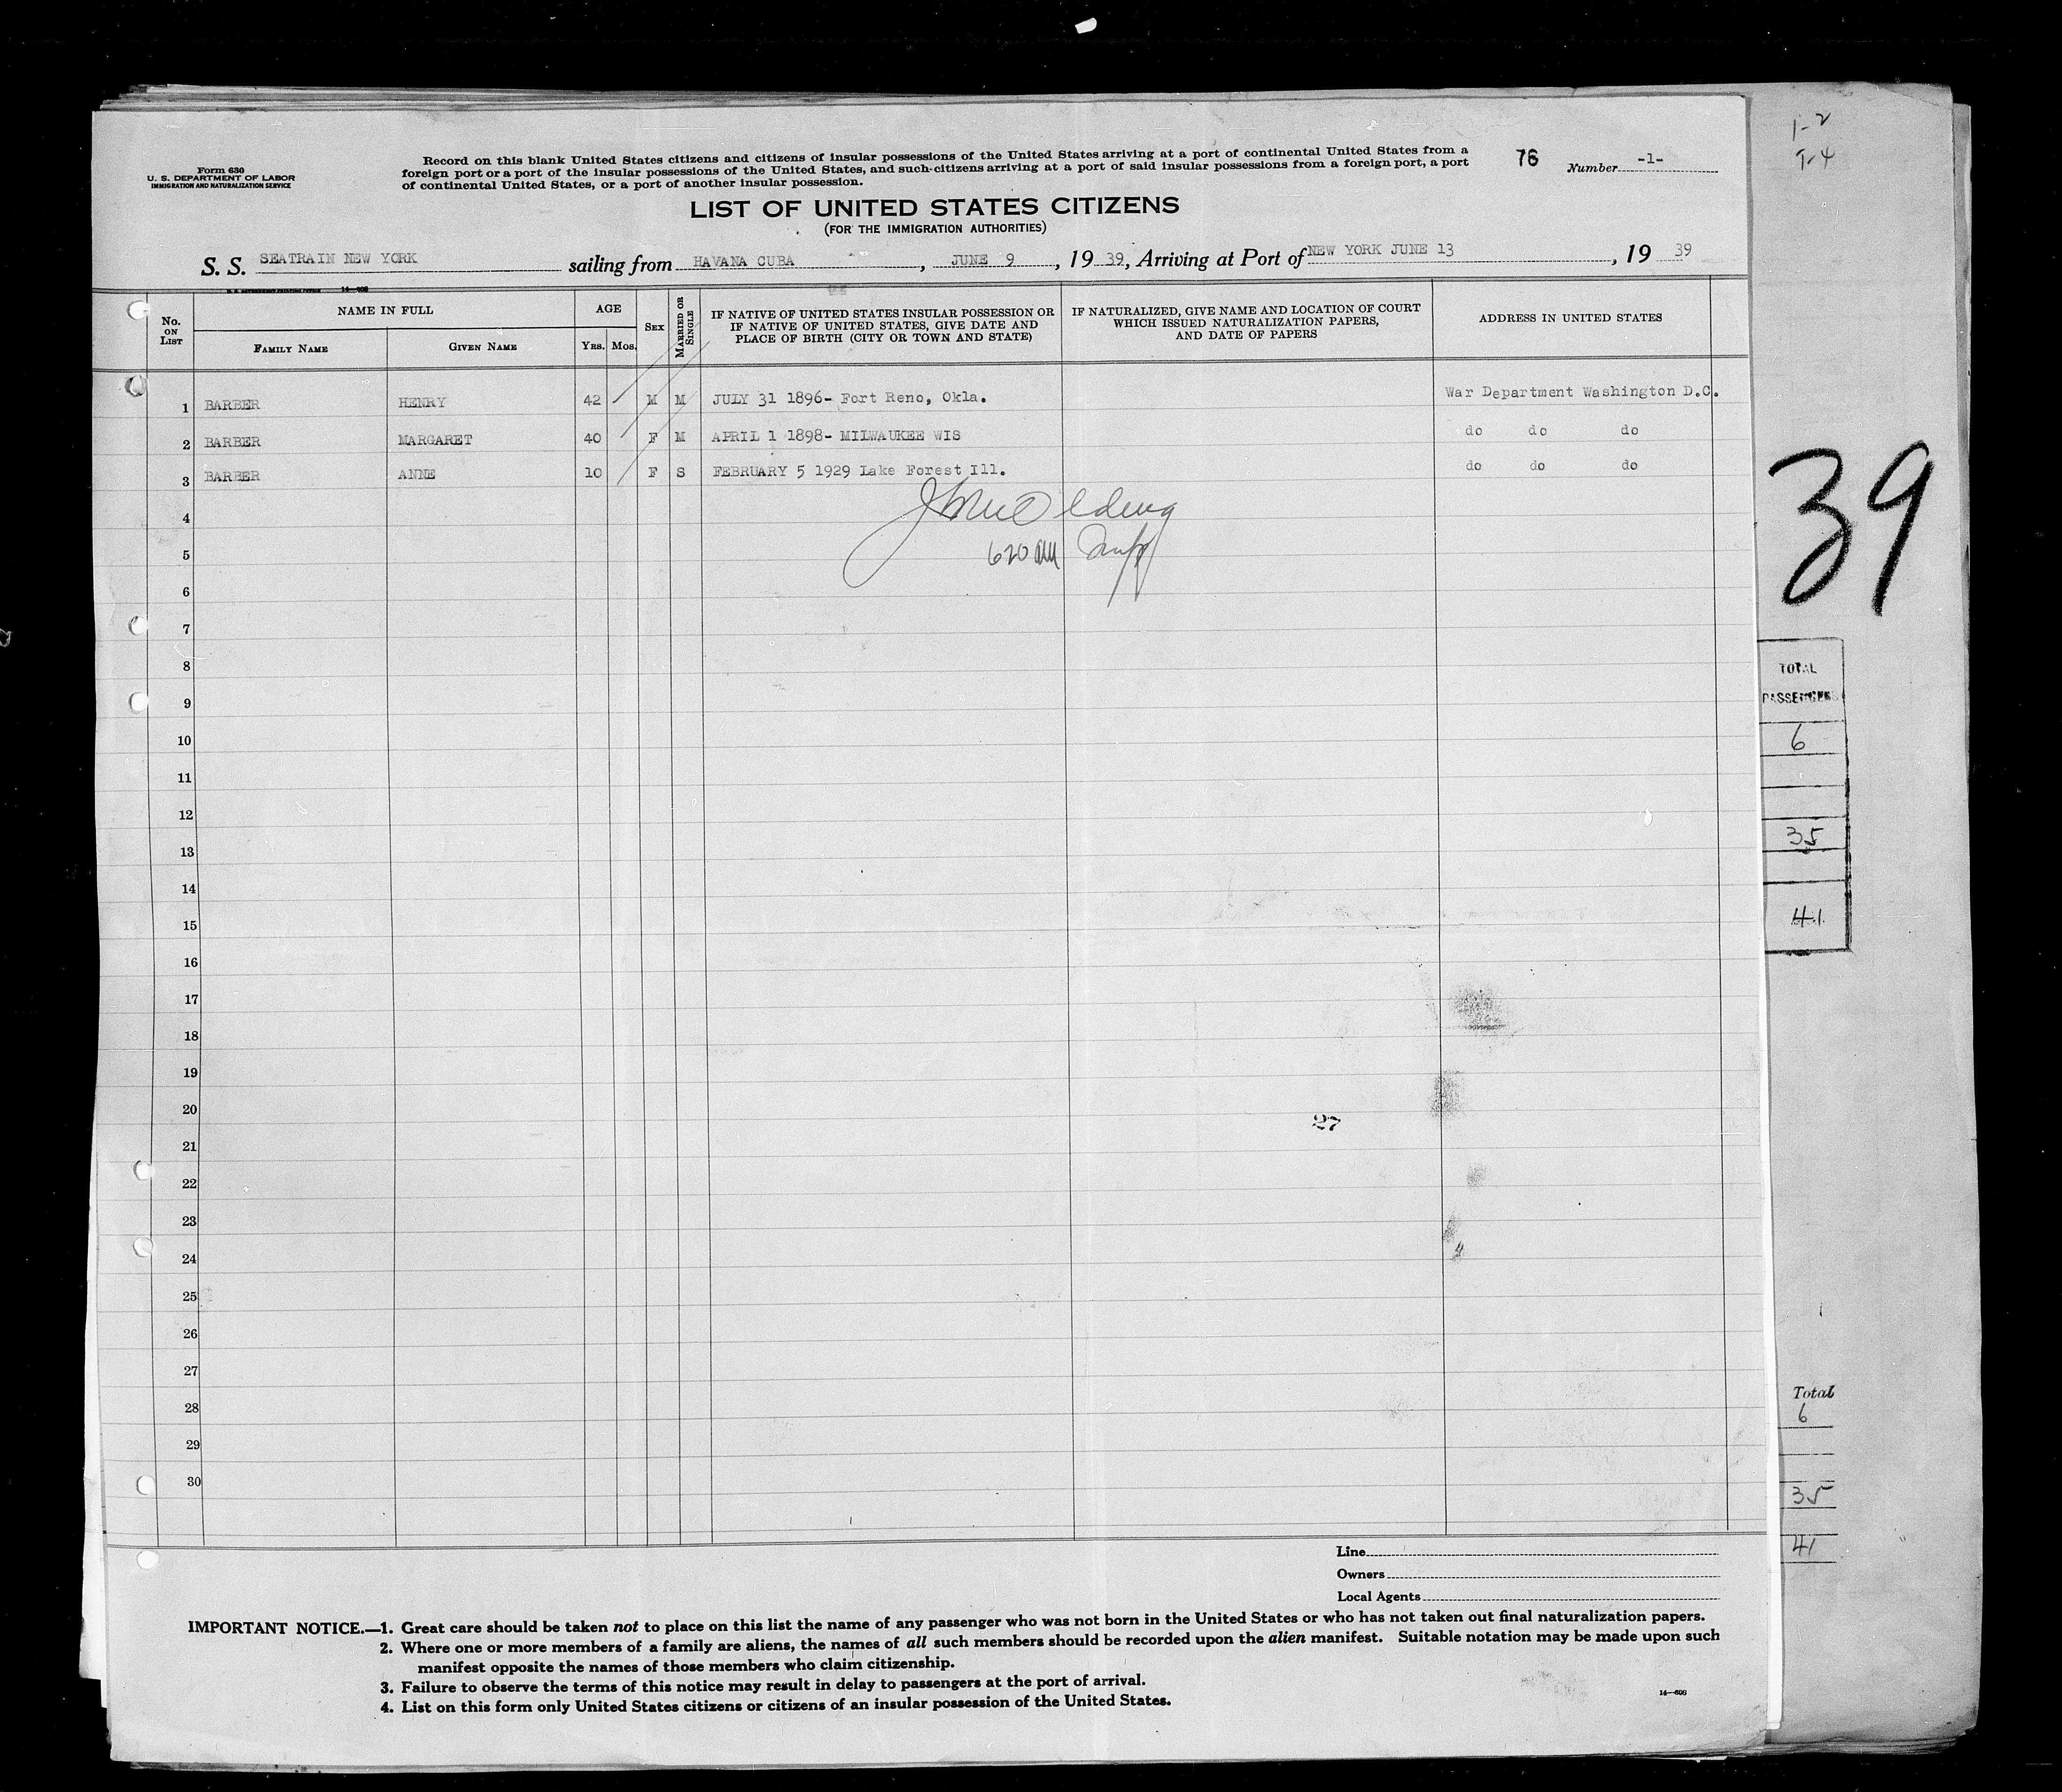 1-2
1-4
Form 630
U. S. DEPARTMENT OF LABOR
IMMIGRATION AND NATURALIZATION SERVICE
Record on this blank United States citizens and citizens of insular possessions of the United States arriving at a port of continental United States from a
foreign port or a port of the insular possessions of the United States, and such citizens arriving at a port of said insular possessions from a foreign port, a port
of continental United States, or a port of another insular possession.
76 Number -1-
LIST OF UNITED STATES CITIZENS
(FOR THE IMMIGRATION AUTHORITIES)
S. S. SEATRAIN NEW YORK sailing from HAVANA CUBA, JUNE 9, 19 39, Arriving at Port of NEW YORK JUNE 13, 19 39
U. S. GOVERNMENT PRINTING OFFICE 14—608
No. ON LIST NAME IN FULL AGE SEX MARRIED OR SINGLE IF NATIVE OF UNITED STATES INSULAR POSSESSION OR IF NATIVE OF UNITED STATES, GIVE DATE AND PLACE OF BIRTH (CITY OR TOWN AND STATE) IF NATURALIZED, GIVE NAME AND LOCATION OF COURT WHICH ISSUED NATURALIZATION PAPERS, AND DATE OF PAPERS ADDRESS IN UNITED STATES
FAMILY NAME GIVEN NAME YRS. MOS.
1 BARBER HENRY 42 M M JULY 31 1896- Fort Reno, Okla. War Department Washington D.C.
2 BARBER MARGARET 40 F M APRIL 1 1898- MILWAUKEE WIS do do do
3 BARBER ANNE 10 F S FEBRUARY 5 1929 Lake Forest Ill. do do do
4
5 620 am
6
7
8
9
10
11
12
13
14
15
16
17
18
19
20
27
21
22
23
24
25
26
27
28
29
30
Line
Owners
Local Agents
IMPORTANT NOTICE.—1. Great care should be taken not to place on this list the name of any passenger who was not born in the United States or who has not taken out final naturalization papers.
2. Where one or more members of a family are aliens, the names of all such members should be recorded upon the alien manifest. Suitable notation may be made upon such
manifest opposite the names of those members who claim citizenship.
3. Failure to observe the terms of this notice may result in delay to passengers at the port of arrival.
4. List on this form only United States citizens or citizens of an insular possession of the United States.
14—608
39
TOTAL
PASSENGERS
6
35
41
Total
6
35
41